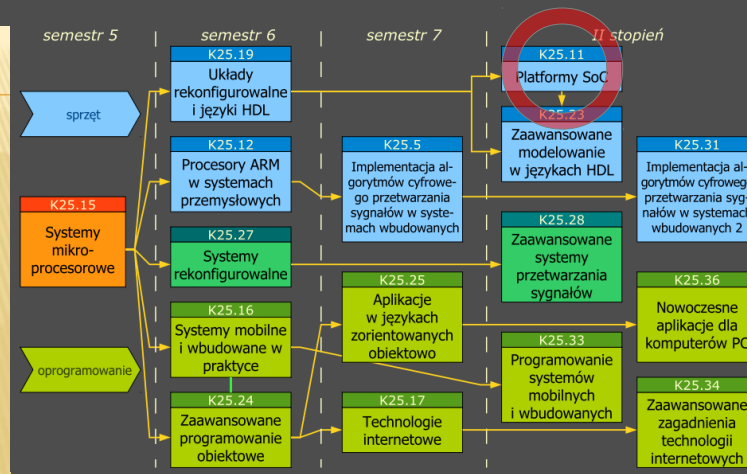 semestr 5
semestr 6
semestr 7
II stopień
sprzęt
K25.15
Systemy
mikro-
procesorowe
oprogramowanie
K25.19
Układy
rekonfigurowalne
i języki HDL
K25.12
Procesory ARM
w systemach
przemysłowych
K25.27
Systemy
rekonfigurowalne
K25.16
Systemy mobilne
i wbudowane w
praktyce
K25.24
Zaawansowane
programowanie
obiektowe
K25.5
Implementacja al-
gorytmów cyfrowe-
go przetwarzania
sygnałów w syste-
mach wbudowanych
K25.25
Aplikacje
w językach
zorientowanych
obiektowo
K25.17
Technologie
internetowe
K25.11
Platformy SoC
K25.23
Zaawansowane
modelowanie
w językach HDL
K25.28
Zaawansowane
systemy
przetwarzania
sygnałów
K25.33
Programowanie
systemów
mobilnych
i wbudowanych
K25.31
Implementacja al-
gorytmów cyfrowego
przetwarzania syg-
nałów w systemach
wbudowanych 2
K25.36
Nowoczesne
aplikacje dla
komputerów PC
K25.34
Zaawansowane
zagadnienia
technologii
internetowych